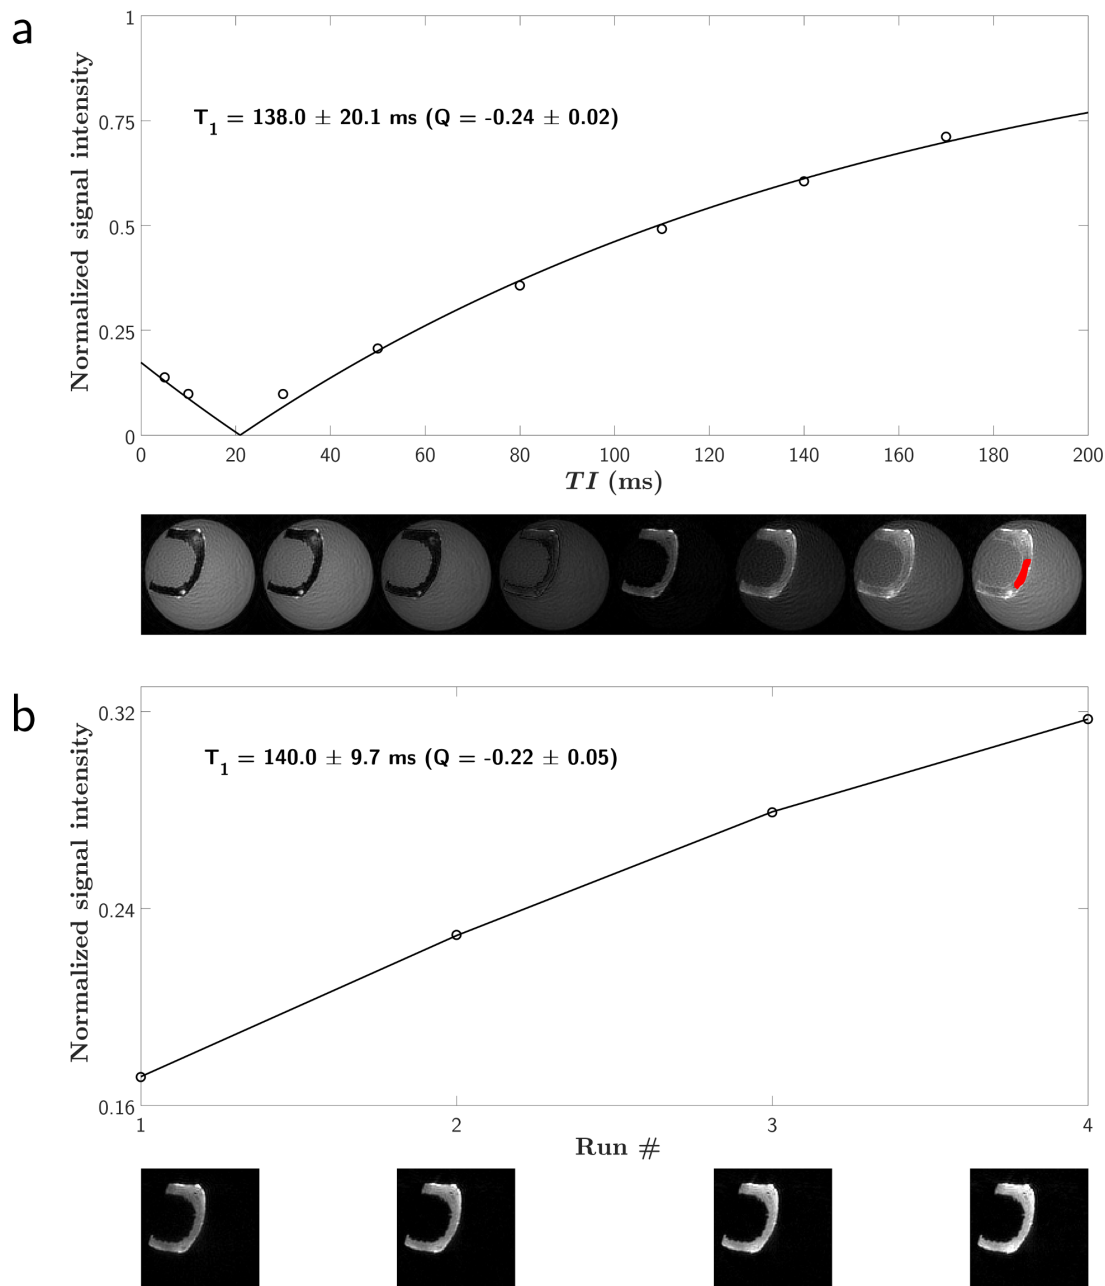 a
Normalized signal intensity
1
0.75
0.5
0.25
0
T1 = 138.0 ± 20.1 ms (Q = -0.24 ± 0.02)
0 20 40 60 80 100 120 140 160 180 200
TI (ms)
b
Normalized signal intensity
0.32
0.24
0.16
T1 = 140.0 ± 9.7 ms (Q = -0.22 ± 0.05)
1 2 3 4
Run #